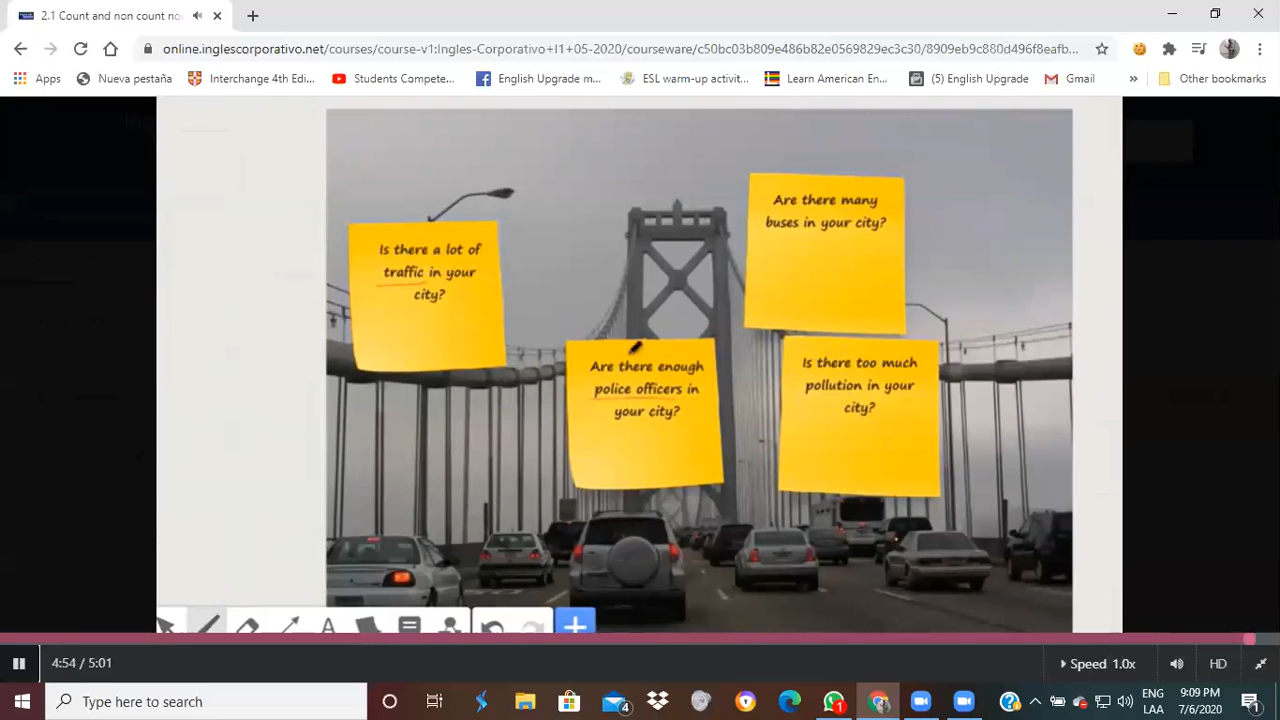 2.1 Count and non count no
online.inglescorporativo.net/courses/course-v1:Ingles-Corporativo+I1+05-2020/courseware/c50bc03b809e486b82e0569829ec3c30/8909eb9c880d496f8eafb...
Apps
Nueva pestaña
Interchange 4th Edi...
Students Compete...
English Upgrade m...
ESL warm-up activit...
Learn American En...
(5) English Upgrade
Gmail
»
Other bookmarks
Is there a lot of
traffic in your
city?
Are there enough
police officers in
your city?
Are there many
buses in your city?
Is there too much
pollution in your
city?
A
4:54 / 5:01
Speed 1.0x
HD
Type here to search
4
1
ENG
LAA
9:09 PM
7/6/2020
1